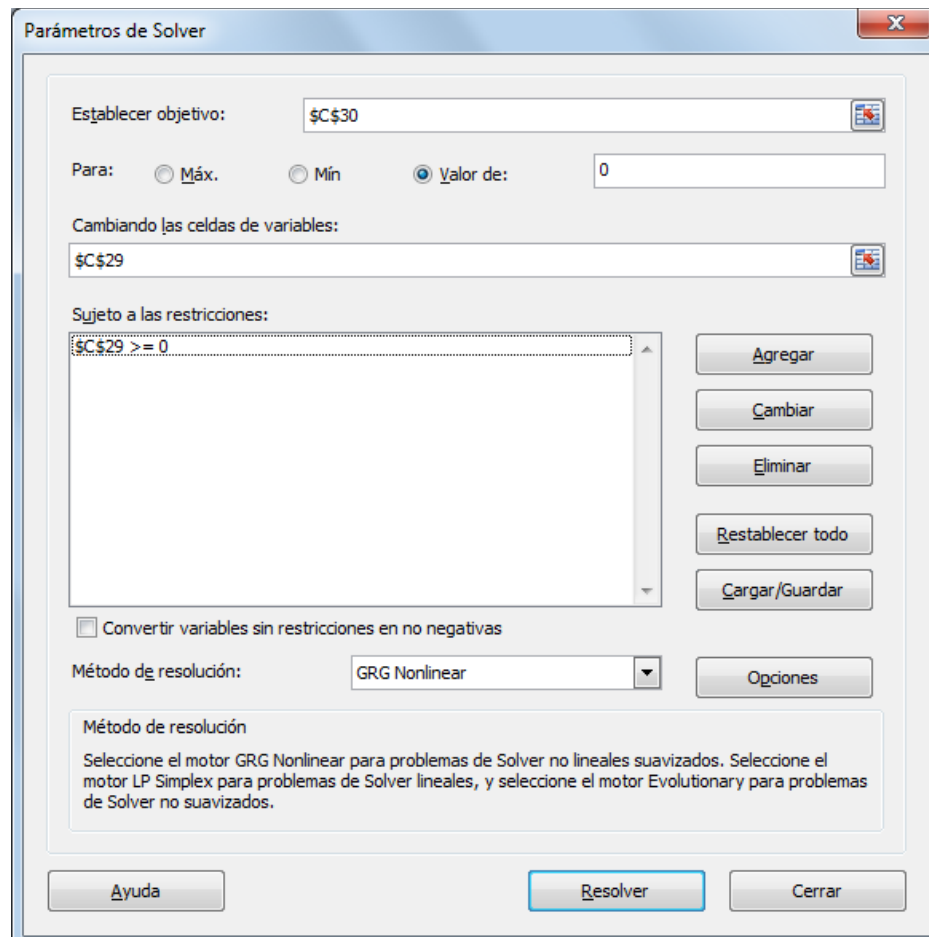 Parámetros de Solver
Establecer objetivo: $C$30
Para: Máx. Mín Valor de: 0
Cambiando las celdas de variables:
$C$29
Sujeto a las restricciones:
$C$29 >= 0
Agregar
Cambiar
Eliminar
Restablecer todo
Cargar/Guardar
Convertir variables sin restricciones en no negativas
Método de resolución: GRG Nonlinear Opciones
Método de resolución
Seleccione el motor GRG Nonlinear para problemas de Solver no lineales suavizados. Seleccione el
motor LP Simplex para problemas de Solver lineales, y seleccione el motor Evolutionary para problemas
de Solver no suavizados.
Ayuda Resolver Cerrar